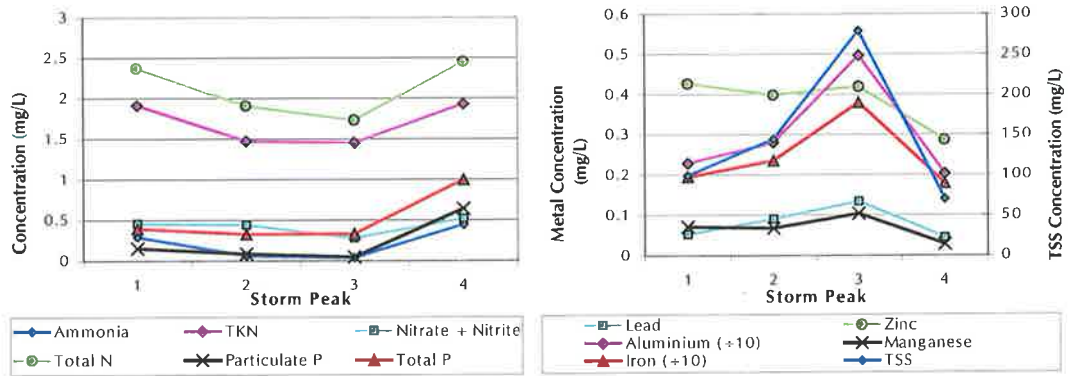 Concentration (mg/L)
3
2,5
2
1,5
1
0,5
0
1 2 3 4
Storm Peak
Ammonia TKN Nitrate + Nitrite
Total N Particulate P Total P
Metal Concentration
(mg/L)
0,6
0,5
0,4
0,3
0,2
0,1
0
300
250
200
150
100
50
0
TSS Concentration (mg/L)
1 2 3 4
Storm Peak
Lead Zinc
Aluminium (÷10) Manganese
Iron (÷10) TSS